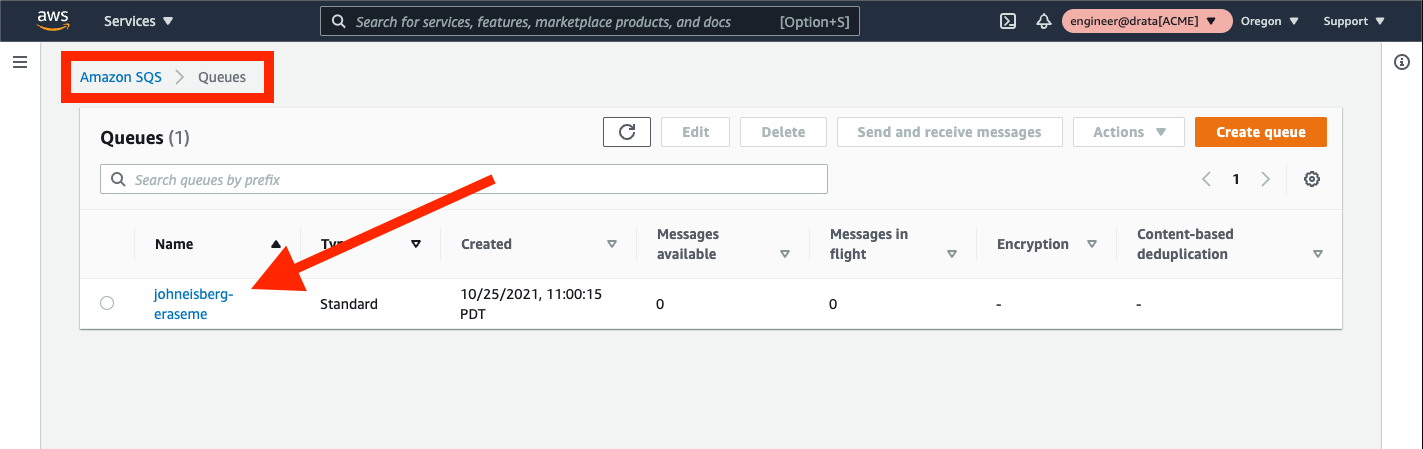 aws Services Search for services, features, marketplace products, and docs [Option+S] engineer@drata[ACME] Oregon Support
Amazon SQS Queues
Queues (1) Edit Delete Send and receive messages Actions Create queue
Search queues by prefix 1
Name Created Messages available Messages in flight Encryption Content-based deduplication
johneisberg-eraseme Standard 10/25/2021, 11:00:15 PDT 0 0 - -